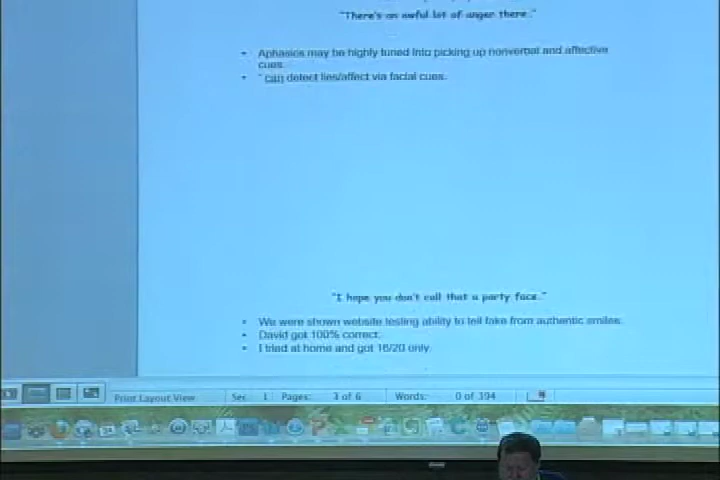 "There's an awful lot of anger there."
• Aphasics may be highly tuned into picking up nonverbal and affective
cues.
• " can detect lies/affect via facial cues.
"I hope you don't call that a party face."
• We were shown website testing ability to tell fake from authentic smiles.
• David got 100% correct.
• I tried at home and got 16/20 only.
Print Layout View Sec 1 Pages: 3 of 6 Words: 0 of 394